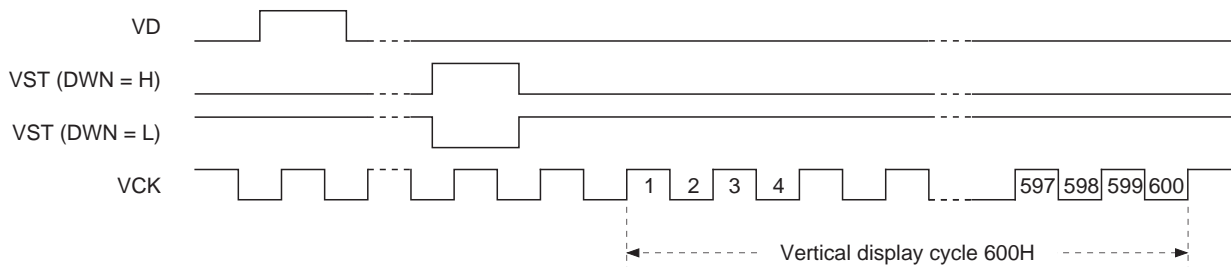 VD
VST (DWN = H)
VST (DWN = L)
VCK
1 2 3 4 597 598 599 600
Vertical display cycle 600H